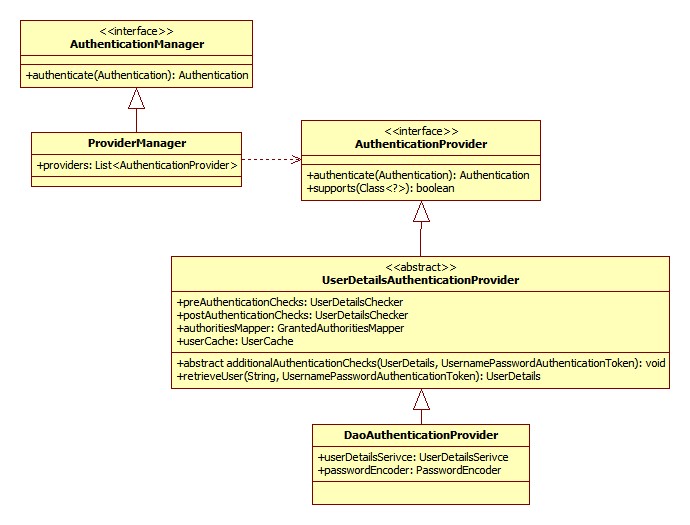 <<interface>>
AuthenticationManager
+authenticate(Authentication): Authentication
ProviderManager
+providers: List<AuthenticationProvider>
<<interface>>
AuthenticationProvider
+authenticate(Authentication): Authentication
+supports(Class<?>): boolean
<<abstract>>
UserDetailsAuthenticationProvider
+preAuthenticationChecks: UserDetailsChecker
+postAuthenticationChecks: UserDetailsChecker
+authoritiesMapper: GrantedAuthoritiesMapper
+userCache: UserCache
+abstract additionalAuthenticationChecks(UserDetails, UsernamePasswordAuthenticationToken): void
+retrieveUser(String, UsernamePasswordAuthenticationToken): UserDetails
DaoAuthenticationProvider
+userDetailsSerivce: UserDetailsSerivce
+passwordEncoder: PasswordEncoder